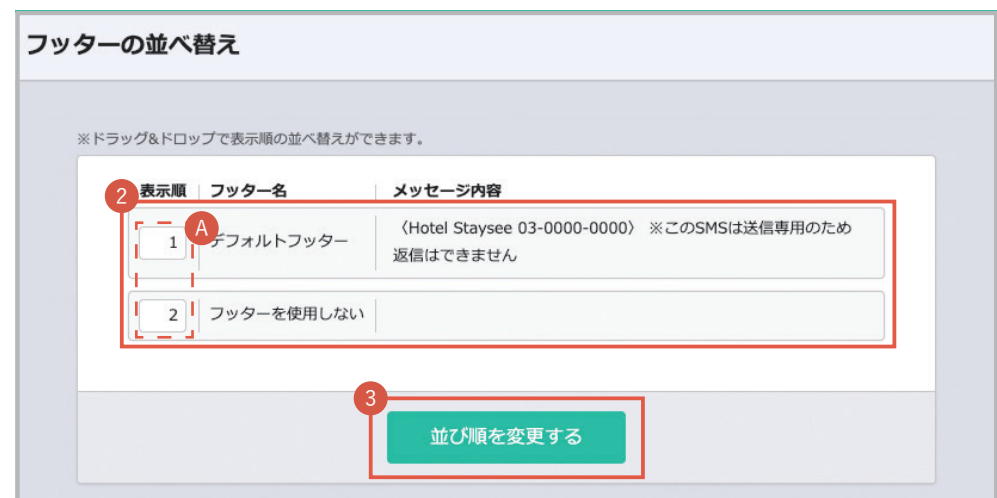 フッターの並べ替え
※ドラッグ&ドロップで表示順の並べ替えができます。
2 表示順 フッター名 メッセージ内容
A
1 デフォルトフッター 〈Hotel Staysee 03-0000-0000〉 ※このSMSは送信専用のため
返信はできません
2 フッターを使用しない
3
並び順を変更する